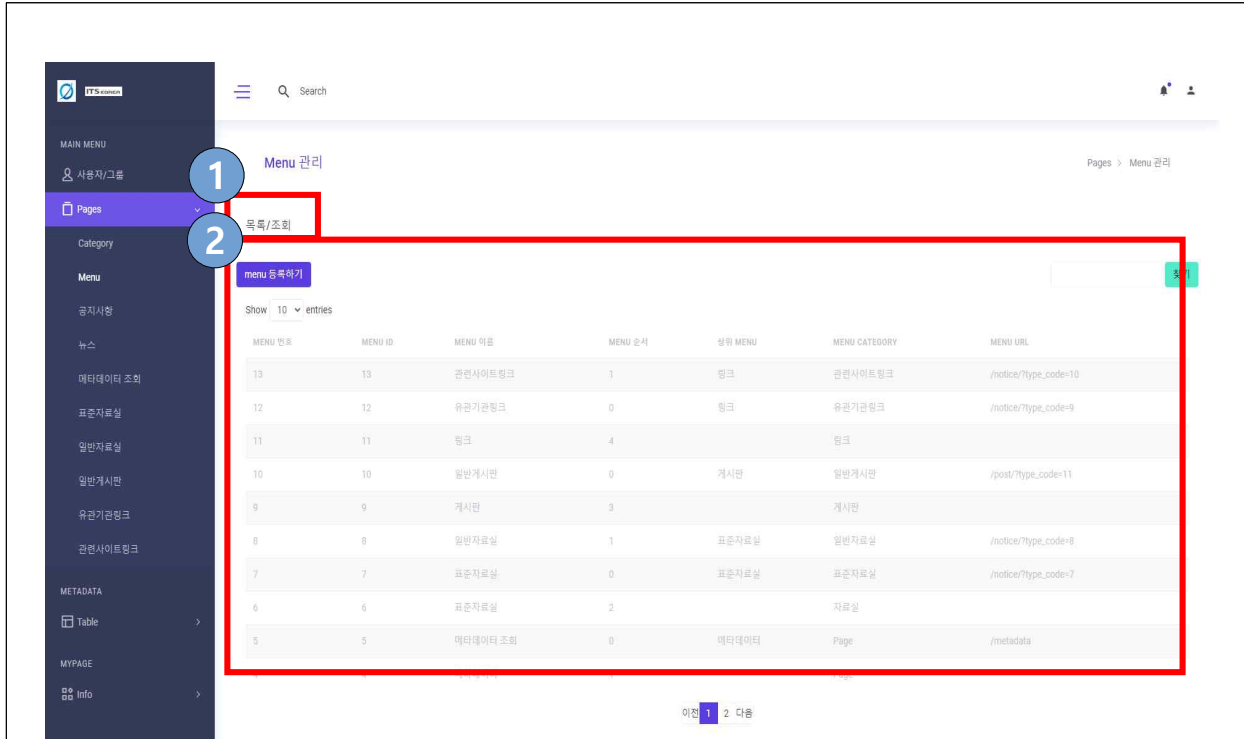 ITS KOREA
Search
MAIN MENU
사용자/그룹
Pages
Category
Menu
공지사항
뉴스
메타데이터 조회
표준자료실
일반자료실
일반게시판
유관기관링크
관련사이트링크
METADATA
Table
MYPAGE
Info
Menu 관리
Pages > Menu 관리
1
목록/조회
2
menu 등록하기
찾기
Show 10 entries
MENU 번호 MENU ID MENU 이름 MENU 순서 상위 MENU MENU CATEGORY MENU URL
13 13 관련사이트링크 1 링크 관련사이트링크 /notice/?type_code=10
12 12 유관기관링크 0 링크 유관기관링크 /notice/?type_code=9
11 11 링크 4 링크
10 10 일반게시판 0 게시판 일반게시판 /post/?type_code=11
9 9 게시판 3 게시판
8 8 일반자료실 1 표준자료실 일반자료실 /notice/?type_code=8
7 7 표준자료실 0 표준자료실 표준자료실 /notice/?type_code=7
6 6 표준자료실 2 자료실
5 5 메타데이터 조회 0 메타데이터 Page /metadata
이전 1 2 다음